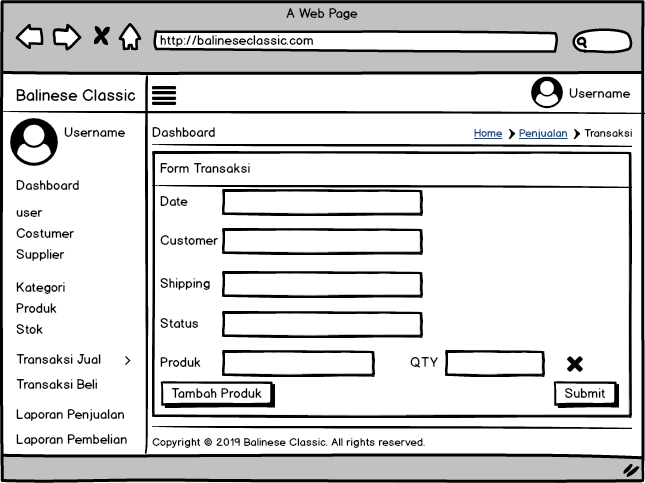 A Web Page
http://balineseclassic.com
Balinese Classic
Username
Username
Dashboard
user
Costumer
Supplier
Kategori
Produk
Stok
Transaksi Jual
Transaksi Beli
Laporan Penjualan
Laporan Pembelian
Dashboard
Home Penjualan Transaksi
Form Transaksi
Date
Customer
Shipping
Status
Produk QTY
Tambah Produk Submit
Copyright © 2019 Balinese Classic. All rights reserved.